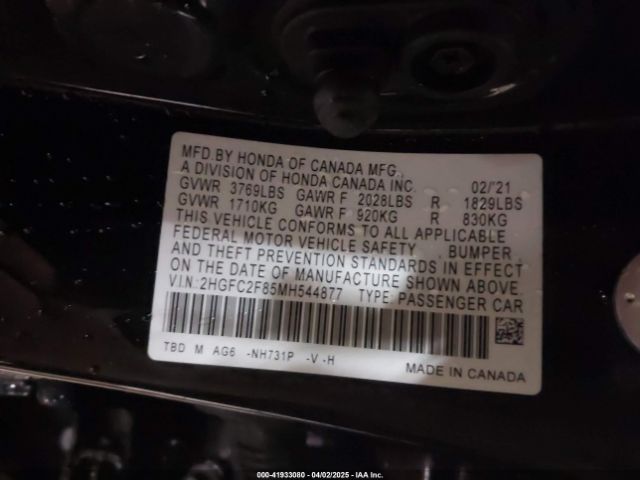 MFD.BY HONDA OF CANADA MFG.
A DIVISION OF HONDA CANADA INC. 02/'21
GVWR 3769LBS GAWR F 2028LBS R 1829LBS
GVWR 1710KG GAWR F 920KG R 830KG
THIS VEHICLE CONFORMS TO ALL APPLICABLE
FEDERAL MOTOR VEHICLE SAFETY , BUMPER ,
AND THEFT PREVENTION STANDARDS IN EFFECT
ON THE DATE OF MANUFACTURE SHOWN ABOVE.
V.I.N.:2HGFC2F85MH544877 TYPE:PASSENGER CAR
TBD M AG6 -NH731P -V -H
MADE IN CANADA
000-41933080 - 04/02/2025 - IAA Inc.